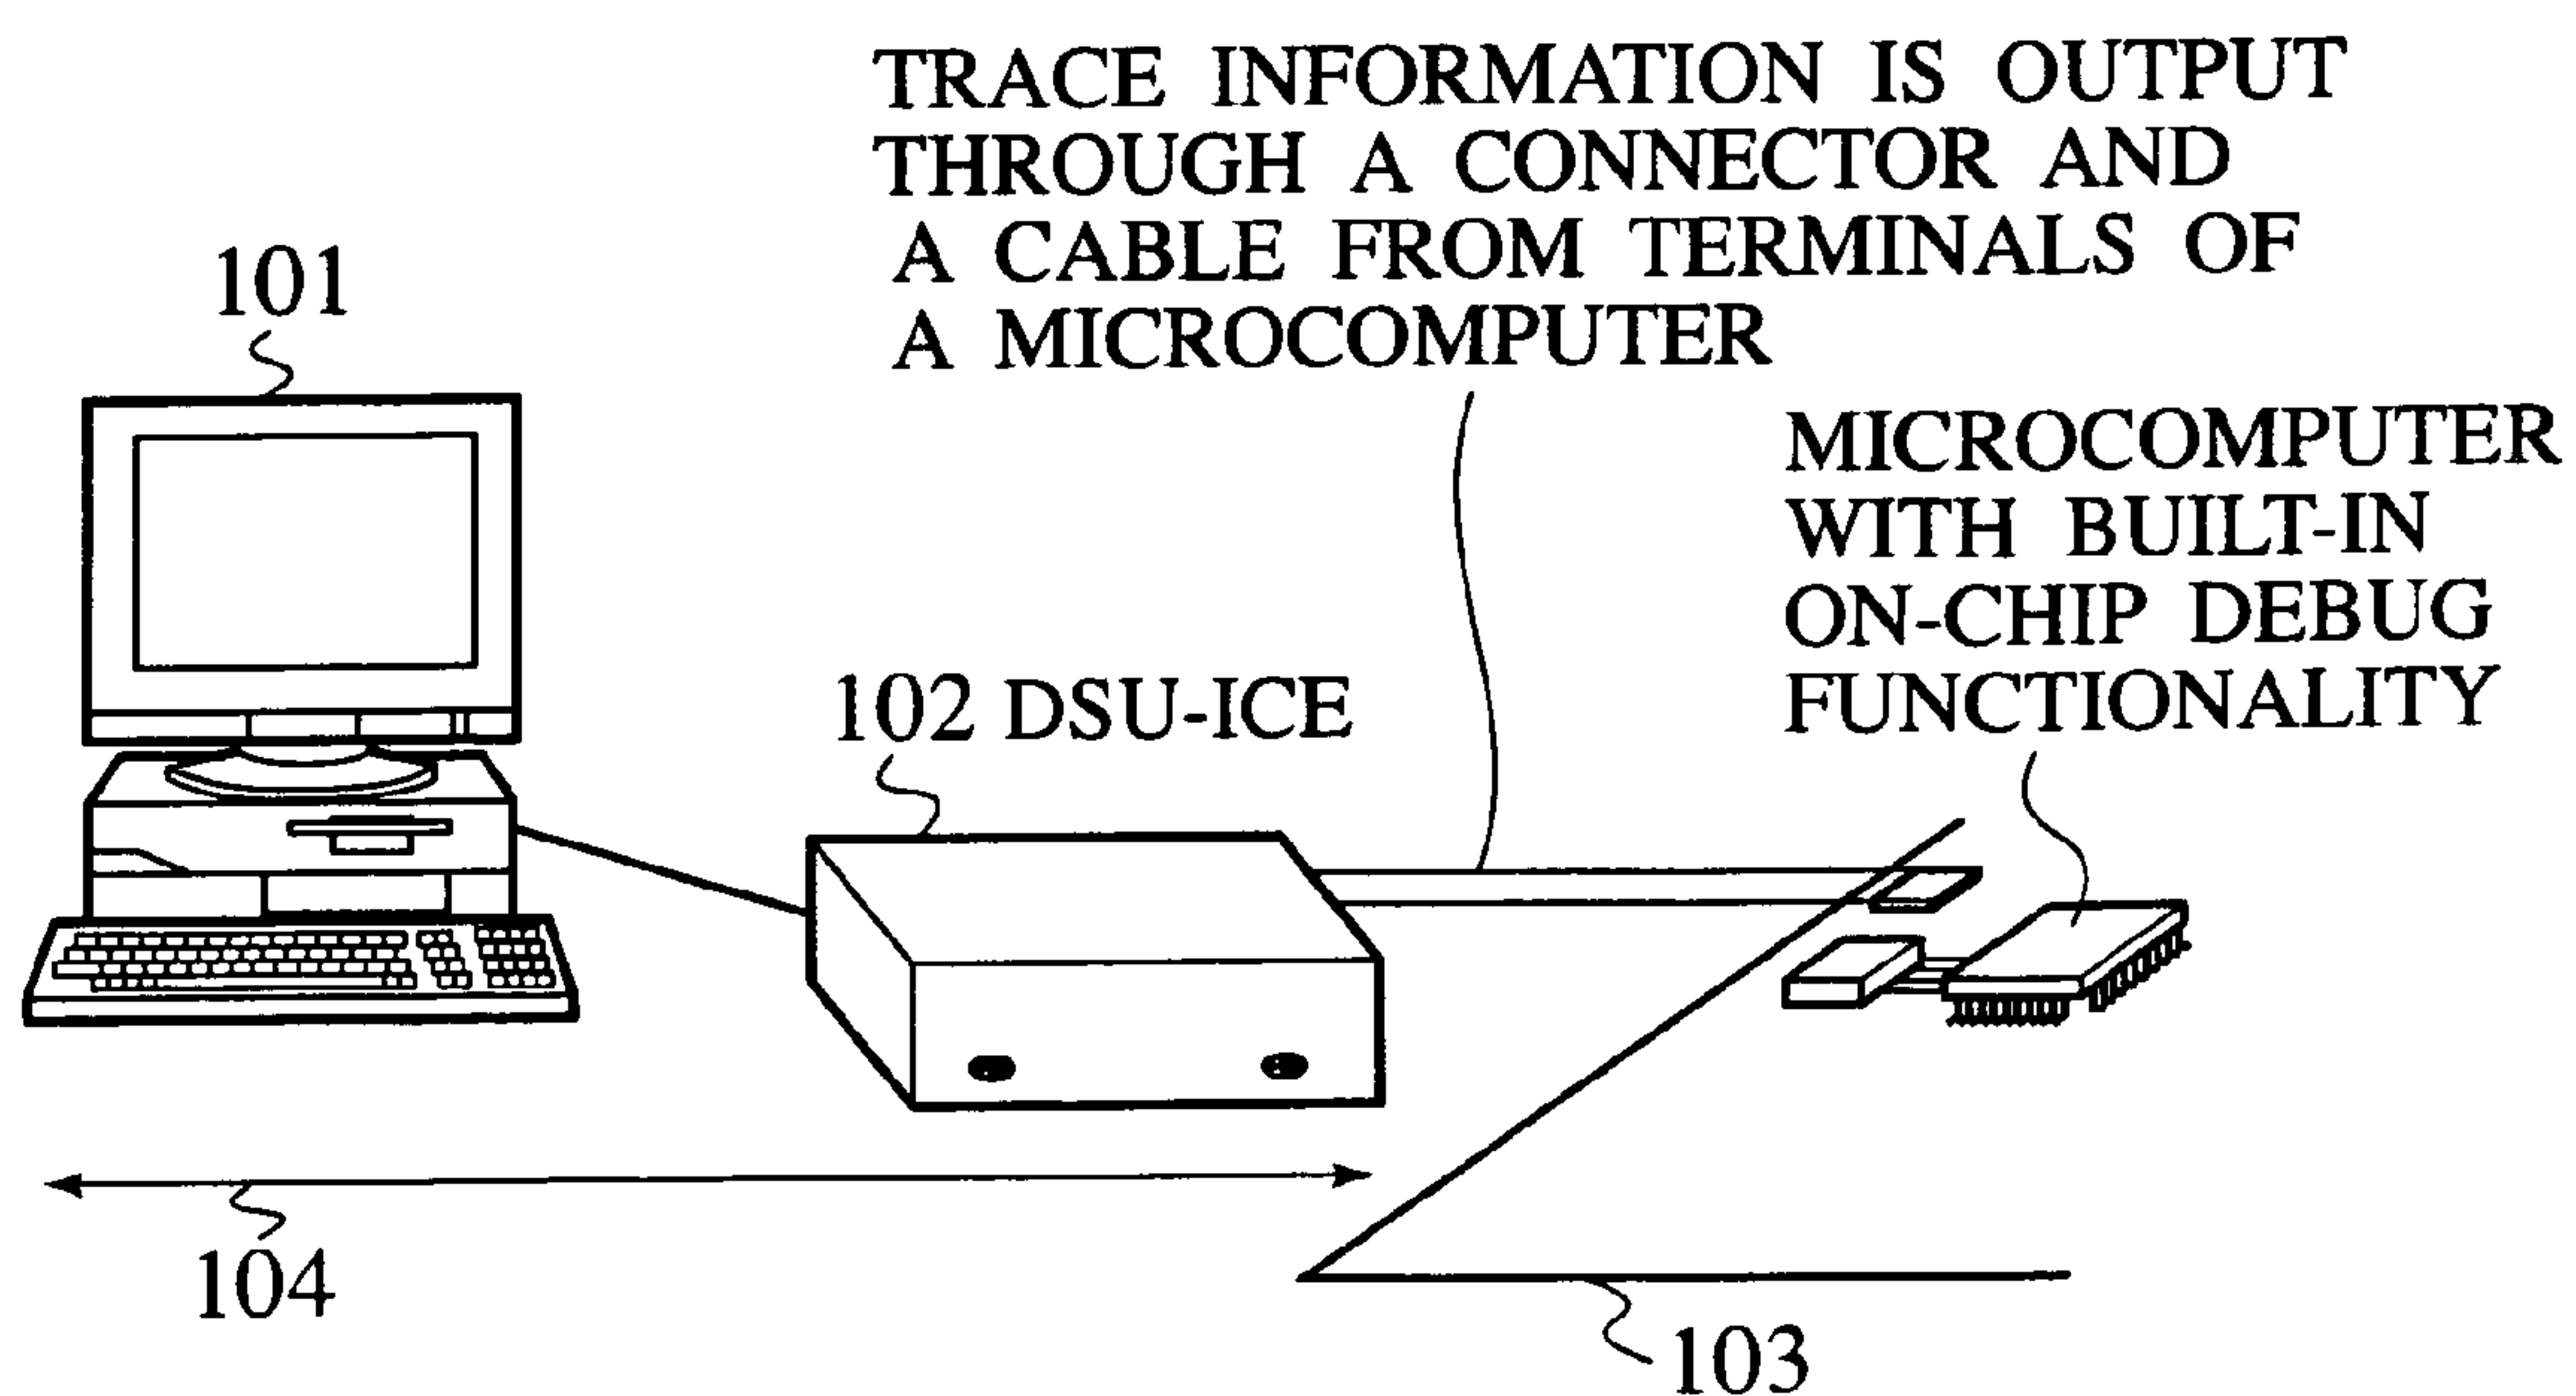 TRACE INFORMATION IS OUTPUT
THROUGH A CONNECTOR AND
A CABLE FROM TERMINALS OF
A MICROCOMPUTER
101
MICROCOMPUTER
WITH BUILT-IN
ON-CHIP DEBUG
FUNCTIONALITY
102 DSU-ICE
104
103